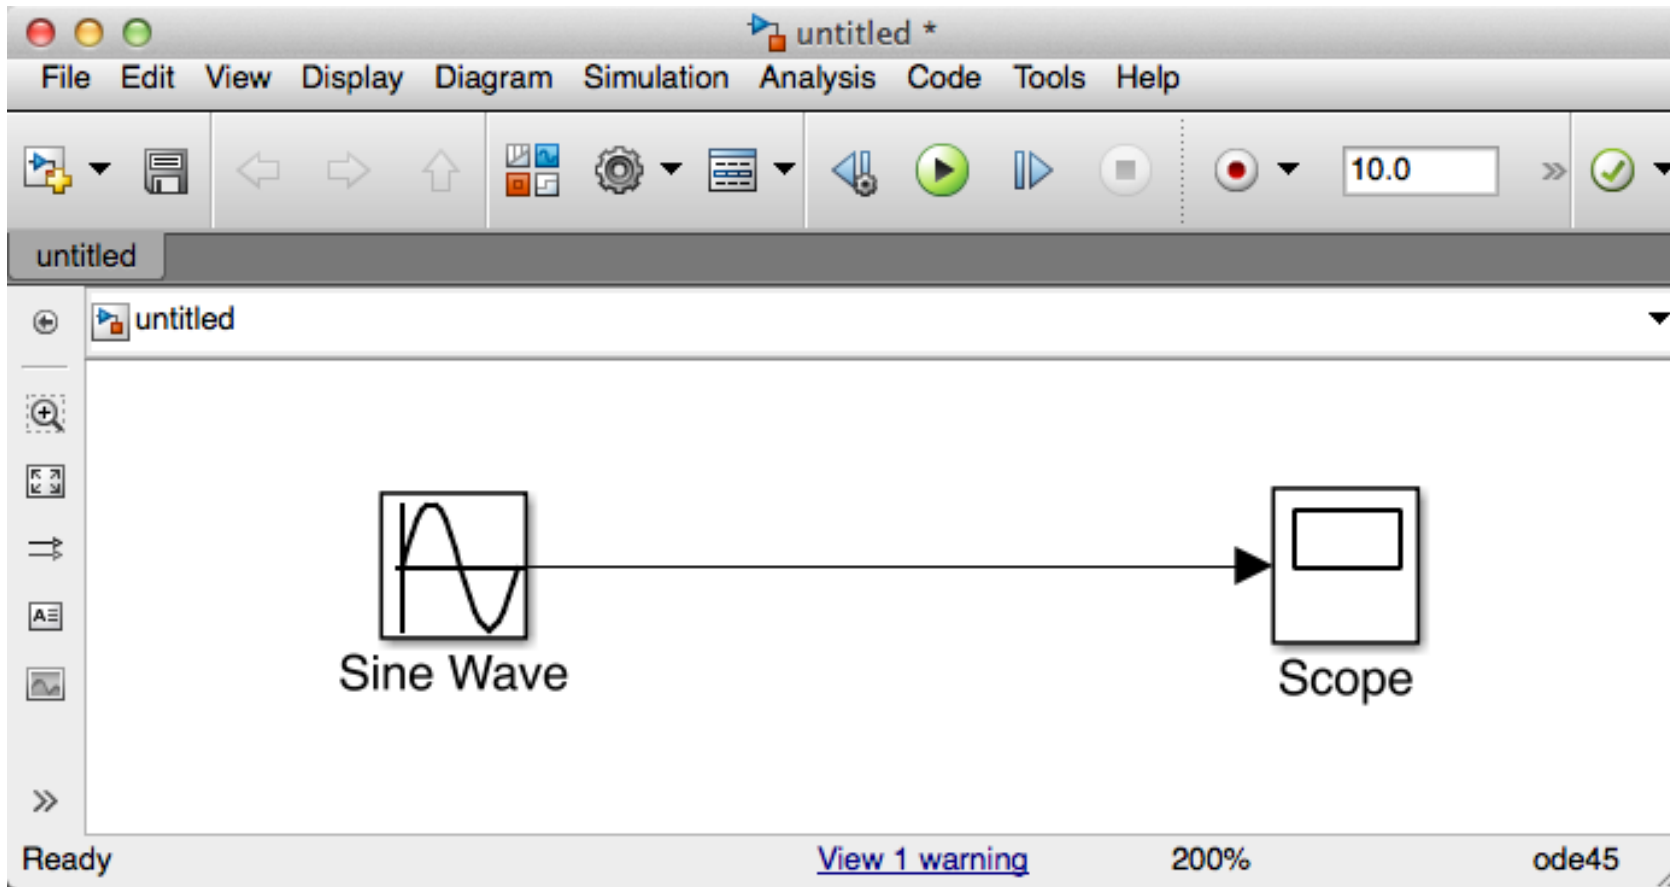 untitled *
File Edit View Display Diagram Simulation Analysis Code Tools Help
10.0
untitled
untitled
A
Sine Wave
Scope
Ready View 1 warning 200% ode45